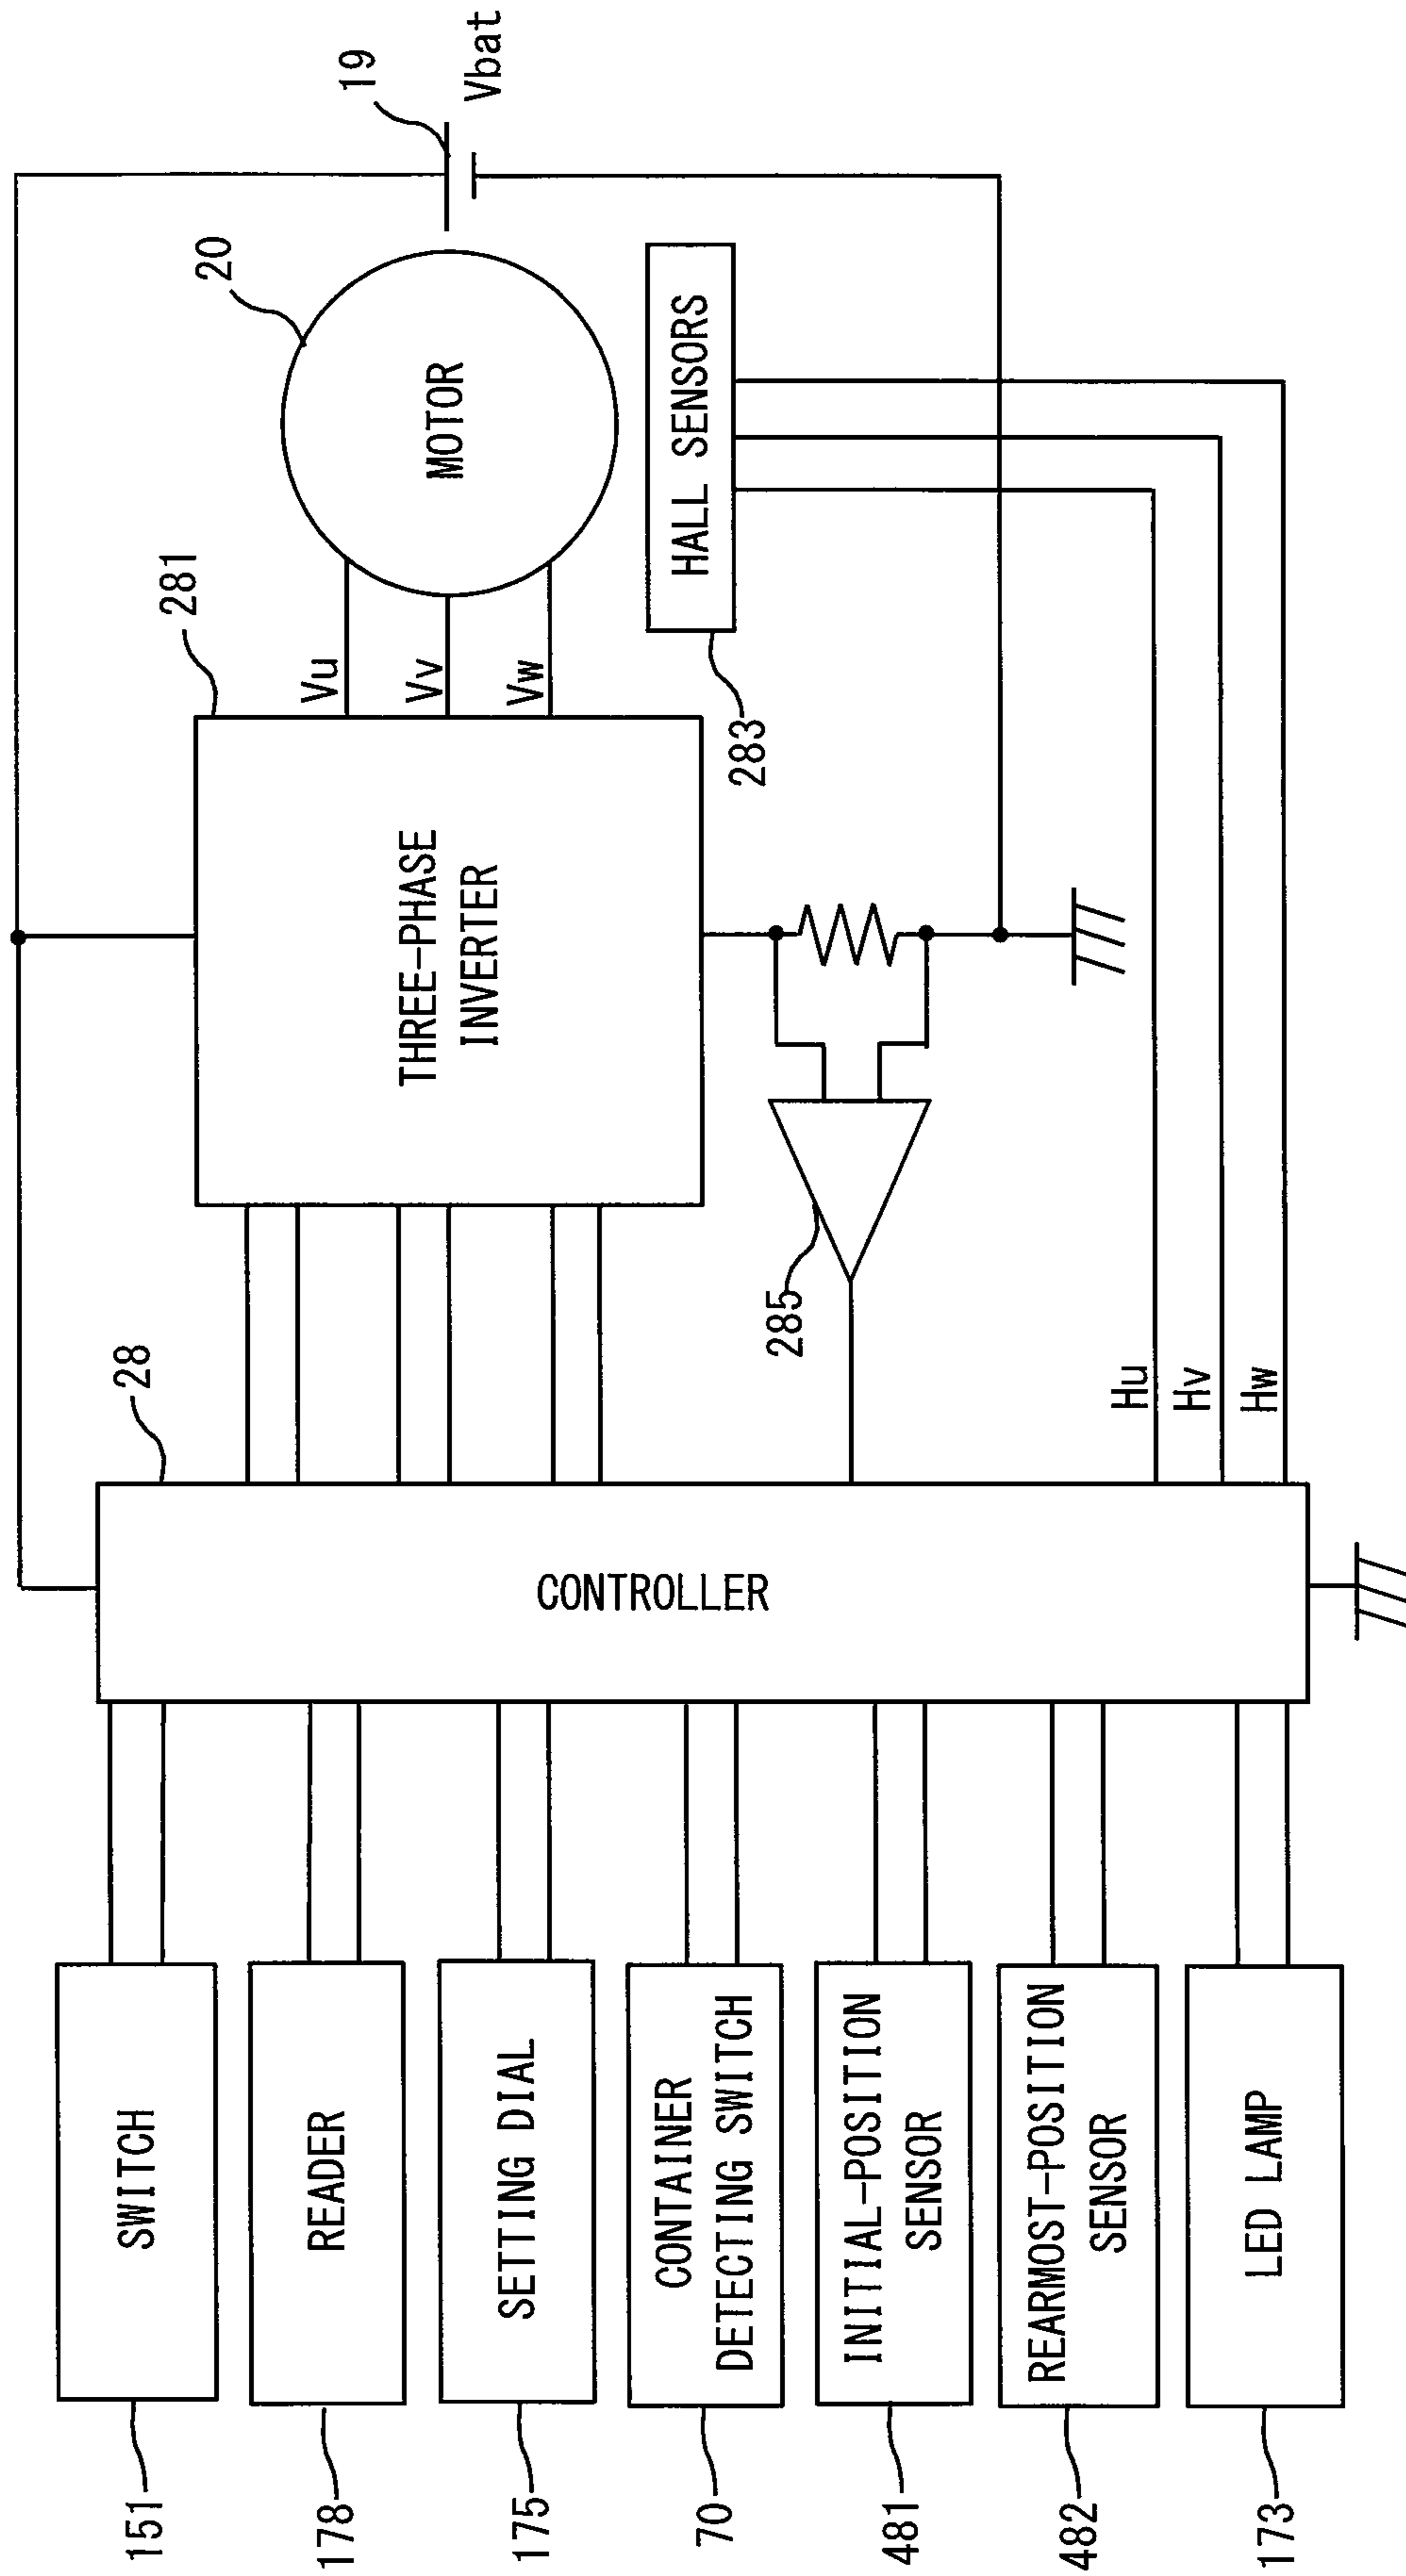 151
SWITCH
178
READER
175
SETTING DIAL
70
CONTAINER
DETECTING SWITCH
481
INITIAL-POSITION
SENSOR
482
REARMOST-POSITION
SENSOR
173
LED LAMP
28
CONTROLLER
281
THREE-PHASE
INVERTER
Vu
Vv
Vw
20
MOTOR
19
Vbat
283
HALL SENSORS
285
Hu
Hv
Hw